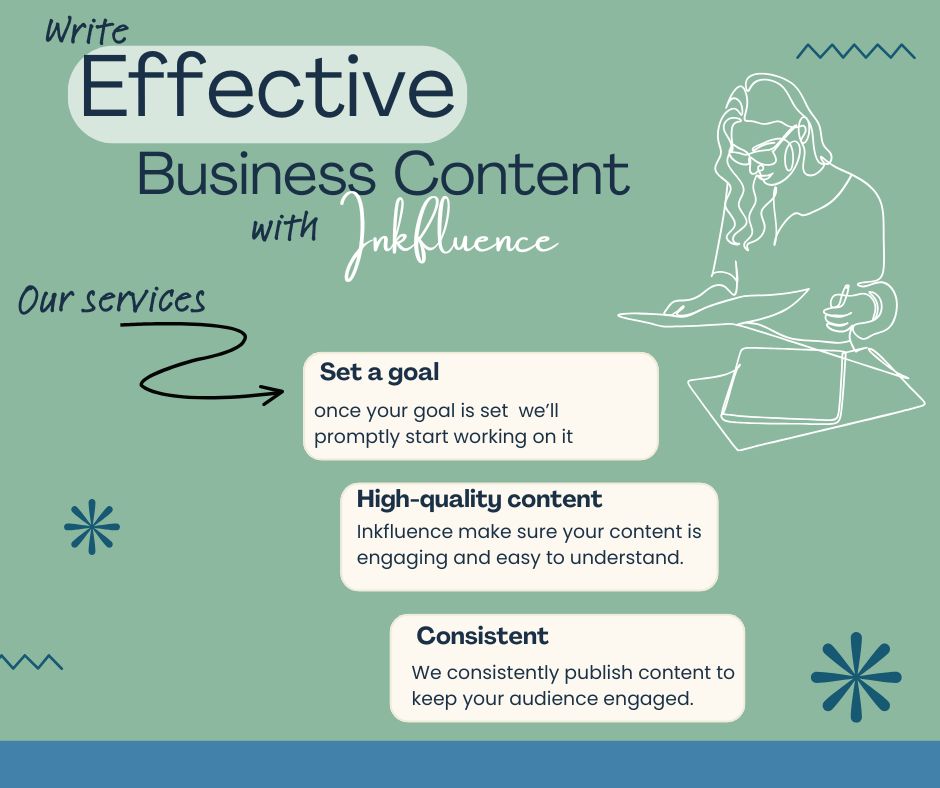 Write
Effective
Business Content
with Inkfluence
Our services
Set a goal
once your goal is set we’ll
promptly start working on it
High-quality content
Inkfluence make sure your content is
engaging and easy to understand.
Consistent
We consistently publish content to
keep your audience engaged.